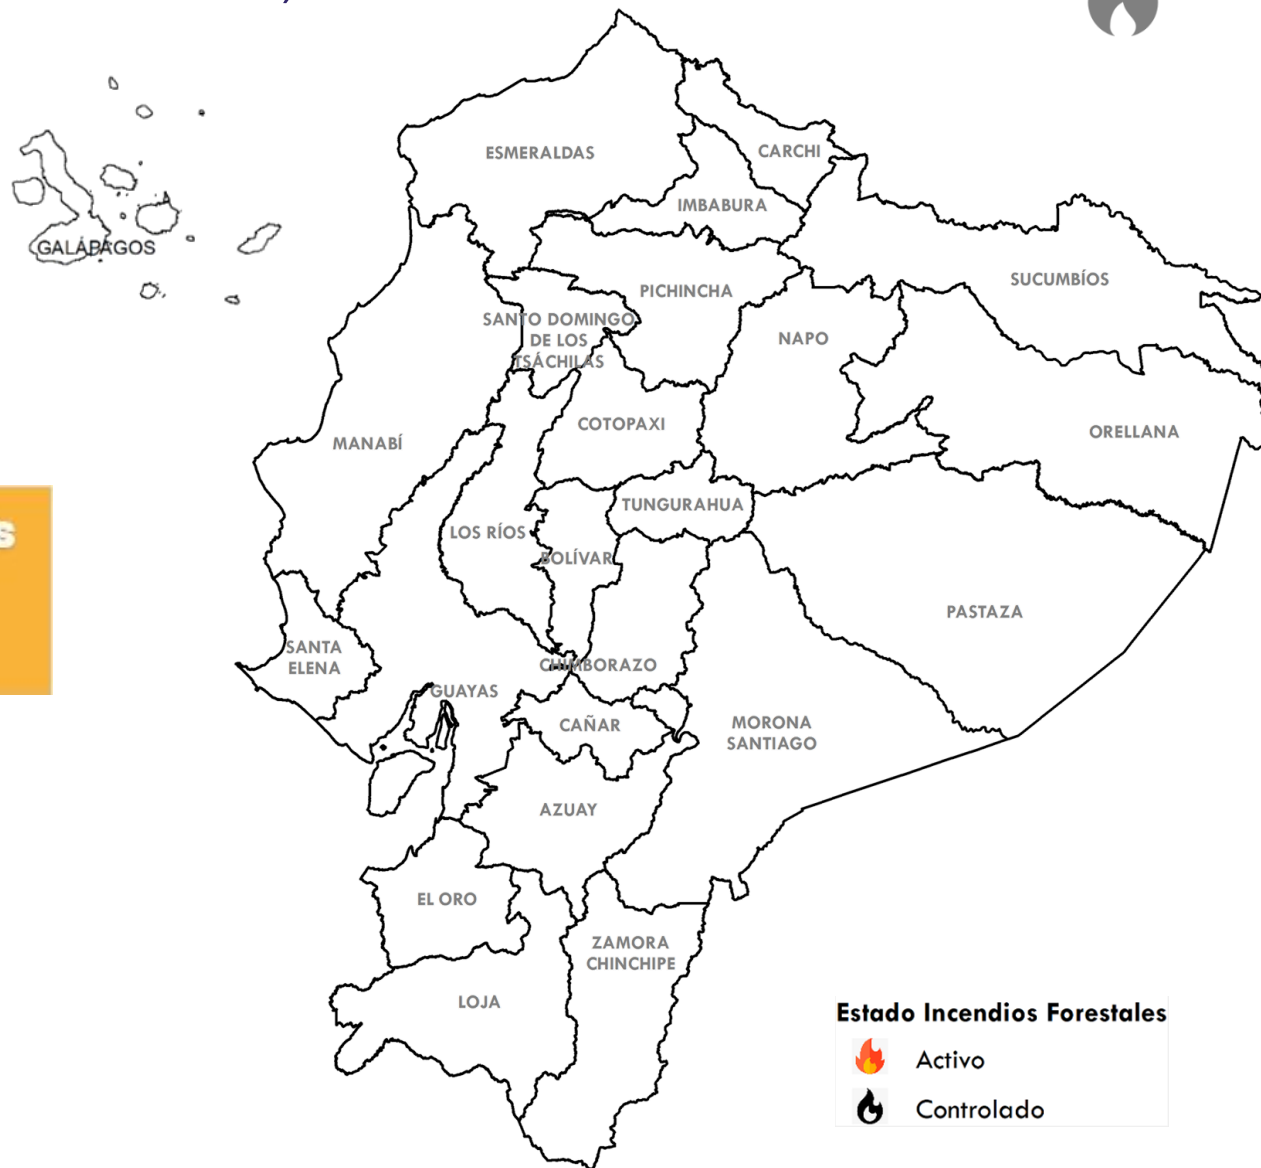 ESMERALDAS
CARCHI
IMBABURA
GALÁPAGOS
SUCUMBÍOS
PICHINCHA
SANTO DOMINGO
DE LOS
TSÁCHILAS
NAPO
COTOPAXI
ORELLANA
MANABÍ
TUNGURAHUA
LOS RÍOS
BOLÍVAR
s
PASTAZA
SANTA
ELENA
CHIMBORAZO
GUAYAS
CAÑAR
MORONA
SANTIAGO
AZUAY
EL ORO
ZAMORA
CHINCHIPE
LOJA
Estado Incendios Forestales
Activo
Controlado